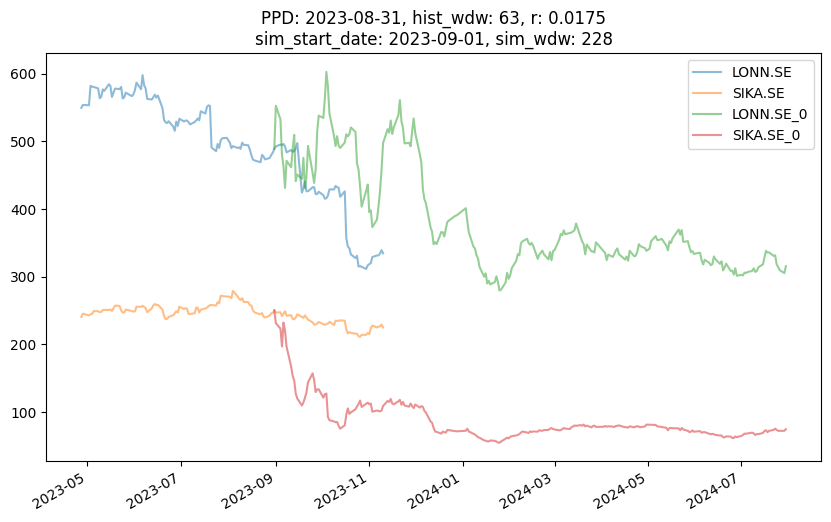 PPD: 2023-08-31, hist_wdw: 63, r: 0.0175
sim_start_date: 2023-09-01, sim_wdw: 228
LONN.SE
SIKA.SE
LONN.SE_0
SIKA.SE_0
600
500
400
300
200
100
2023-05
2023-07
2023-09
2023-11
2024-01
2024-03
2024-05
2024-07